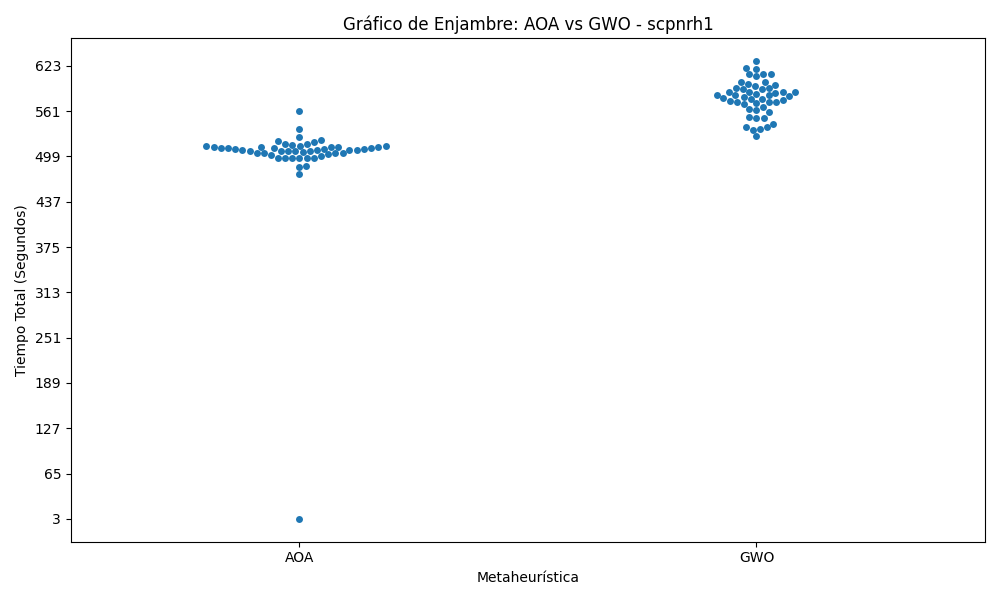 Gráfico de Enjambre: AOA vs GWO - scpnrh1
Tiempo Total (Segundos)
623
561
499
437
375
313
251
189
127
65
3
AOA
GWO
Metaheurística